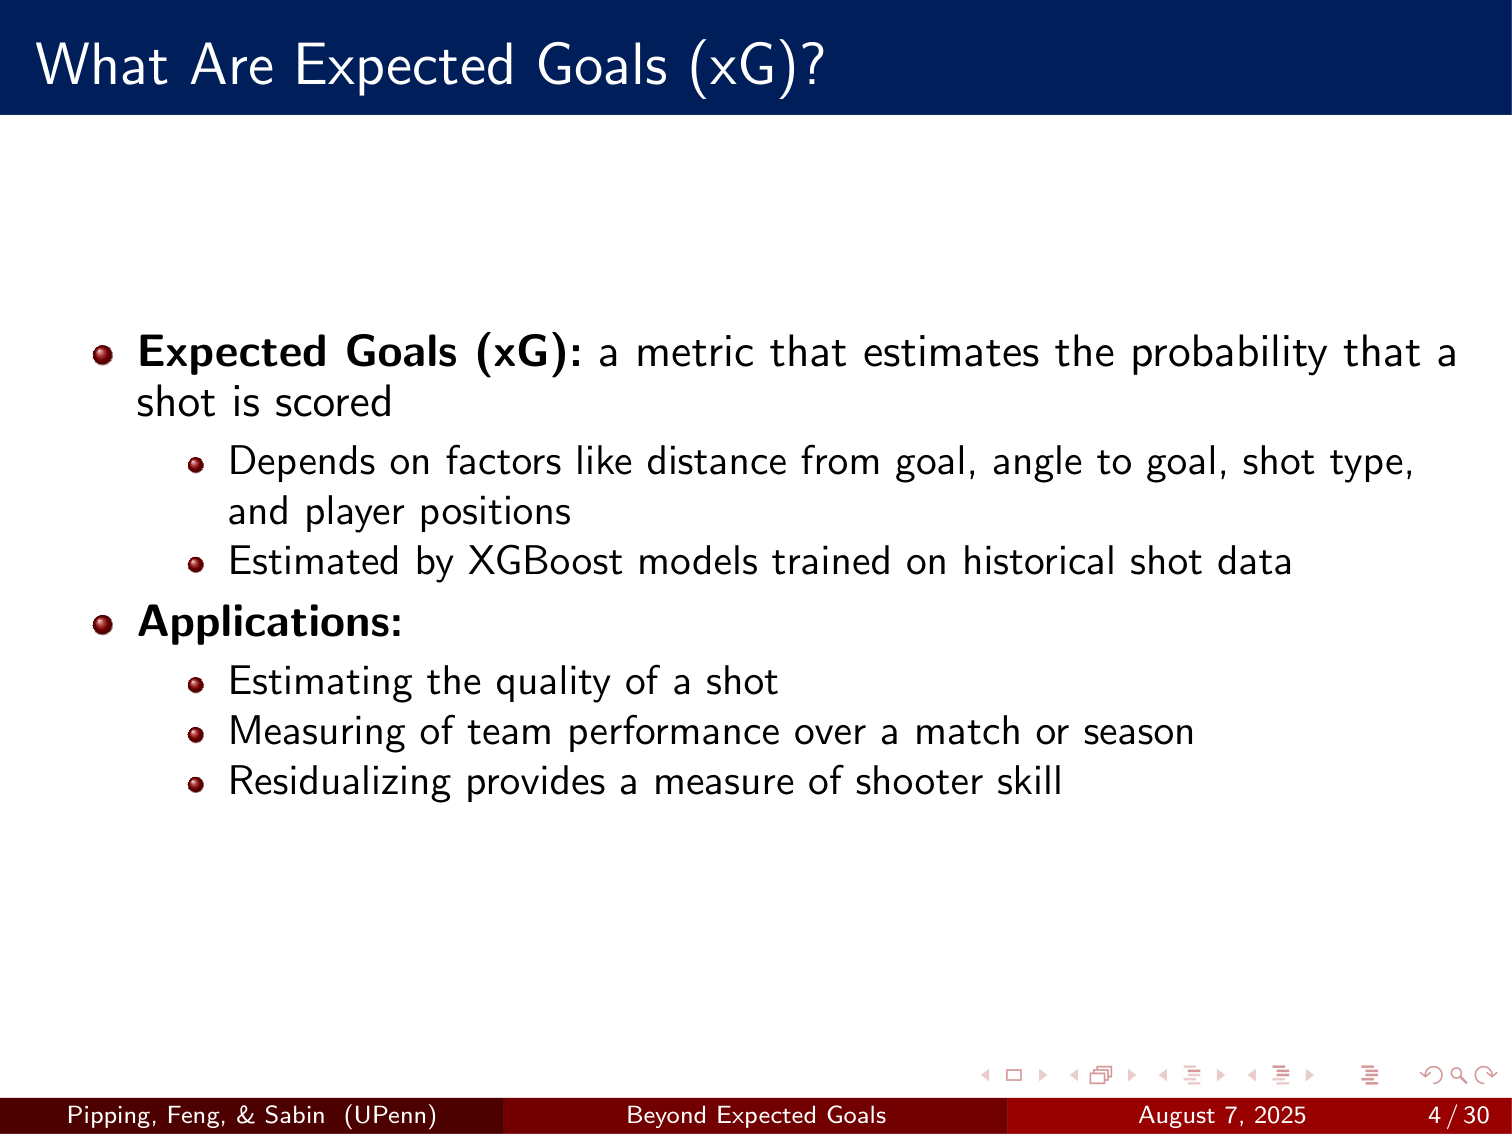 What Are Expected Goals (xG)?
Expected Goals (xG): a metric that estimates the probability that a
shot is scored
Depends on factors like distance from goal, angle to goal, shot type,
and player positions
Estimated by XGBoost models trained on historical shot data
Applications:
Estimating the quality of a shot
Measuring of team performance over a match or season
Residualizing provides a measure of shooter skill
Pipping, Feng, & Sabin (UPenn)
Beyond Expected Goals
August 7, 2025
4 / 30